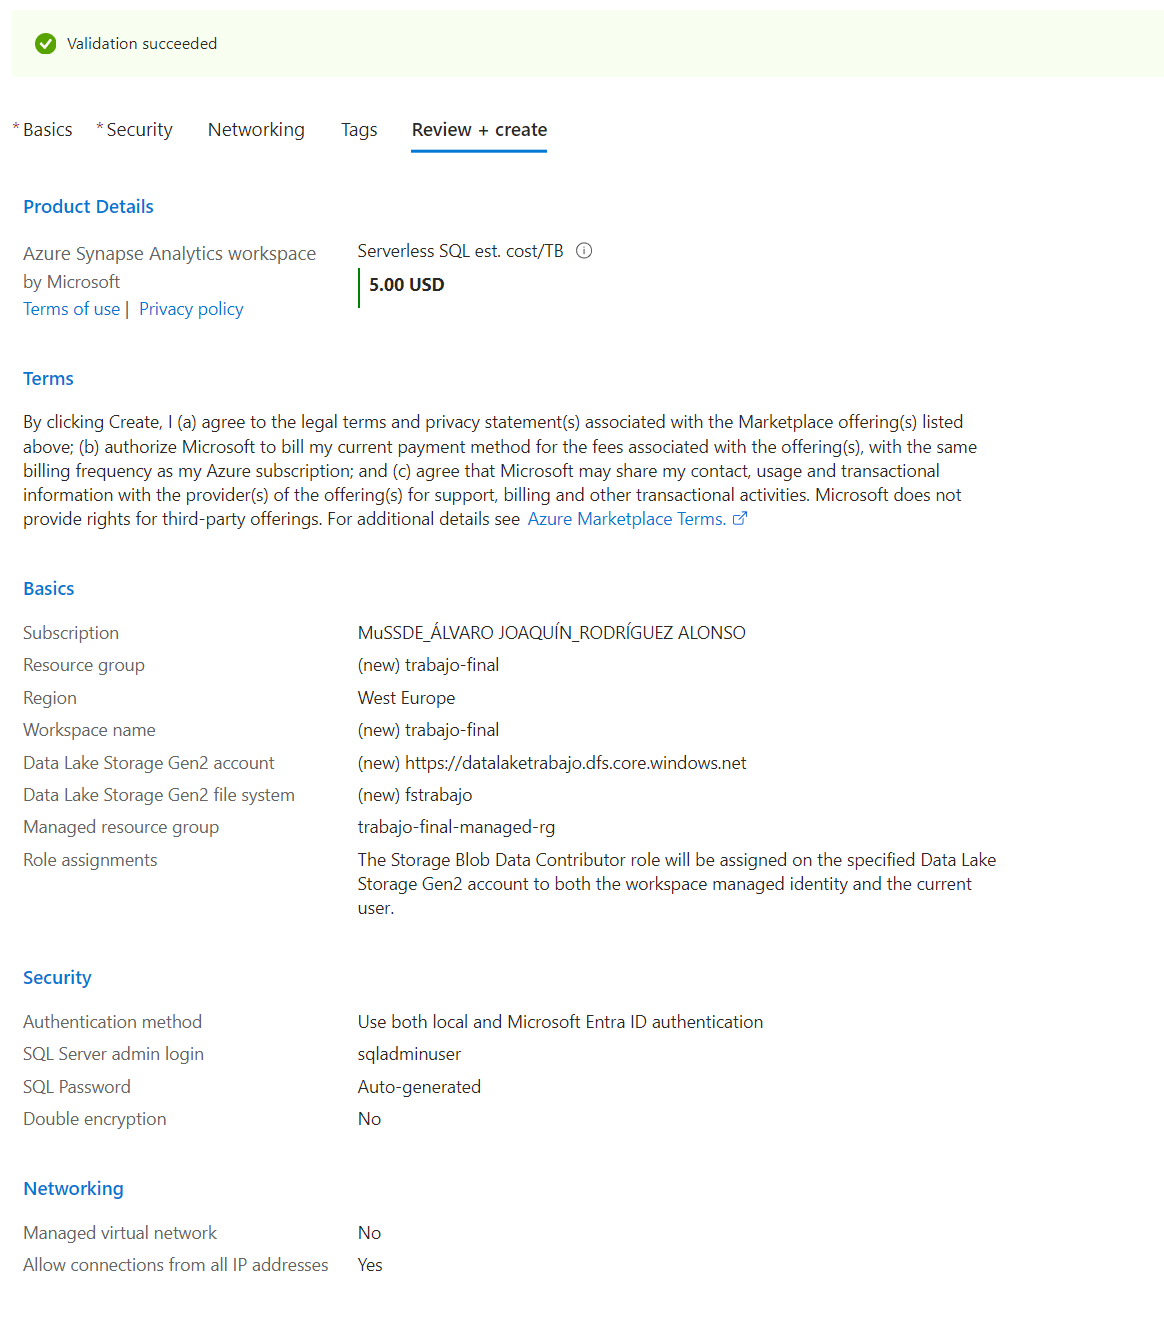 Validation succeeded
* Basics * Security Networking Tags Review + create
Product Details
Azure Synapse Analytics workspace
by Microsoft
Terms of use | Privacy policy
Serverless SQL est. cost/TB
5.00 USD
Terms
By clicking Create, I (a) agree to the legal terms and privacy statement(s) associated with the Marketplace offering(s) listed
above; (b) authorize Microsoft to bill my current payment method for the fees associated with the offering(s), with the same
billing frequency as my Azure subscription; and (c) agree that Microsoft may share my contact, usage and transactional
information with the provider(s) of the offering(s) for support, billing and other transactional activities. Microsoft does not
provide rights for third-party offerings. For additional details see Azure Marketplace Terms.
Basics
Subscription MuSSDE_ÁLVARO JOAQUÍN_RODRÍGUEZ ALONSO
Resource group (new) trabajo-final
Region West Europe
Workspace name (new) trabajo-final
Data Lake Storage Gen2 account (new) https://datalaketrabajo.dfs.core.windows.net
Data Lake Storage Gen2 file system (new) fstrabajo
Managed resource group trabajo-final-managed-rg
Role assignments The Storage Blob Data Contributor role will be assigned on the specified Data Lake
Storage Gen2 account to both the workspace managed identity and the current
user.
Security
Authentication method Use both local and Microsoft Entra ID authentication
SQL Server admin login sqladminuser
SQL Password Auto-generated
Double encryption No
Networking
Managed virtual network No
Allow connections from all IP addresses Yes